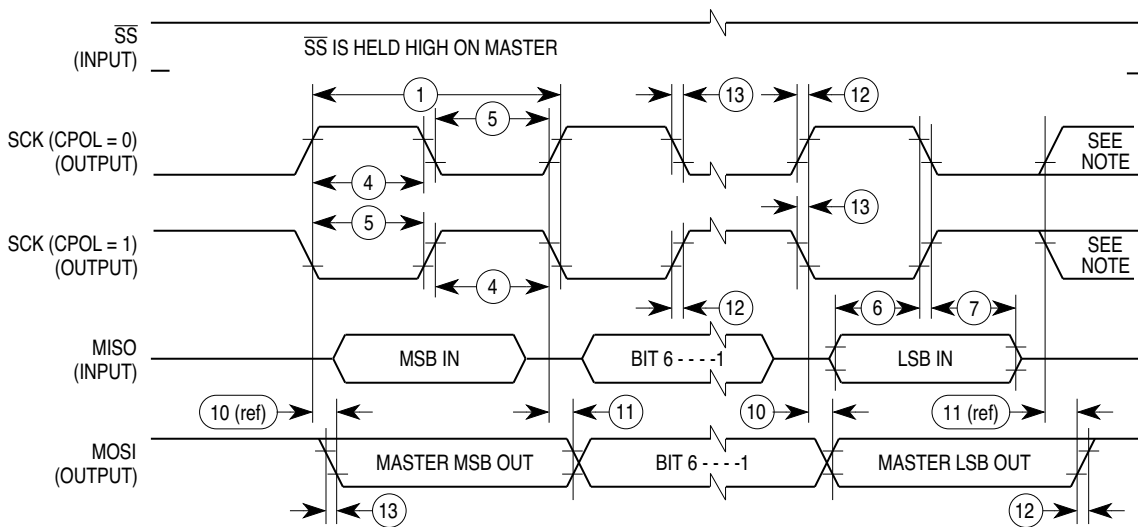 SS
(INPUT)
SS IS HELD HIGH ON MASTER
1
13
12
5
SCK (CPOL = 0)
(OUTPUT)
SEE
NOTE
4
5
13
SCK (CPOL = 1)
(OUTPUT)
SEE
NOTE
4
12
6
7
MISO
(INPUT)
MSB IN
BIT 6 - - - -1
LSB IN
10 (ref)
11
10
11 (ref)
MOSI
(OUTPUT)
MASTER MSB OUT
BIT 6 - - - -1
MASTER LSB OUT
13
12